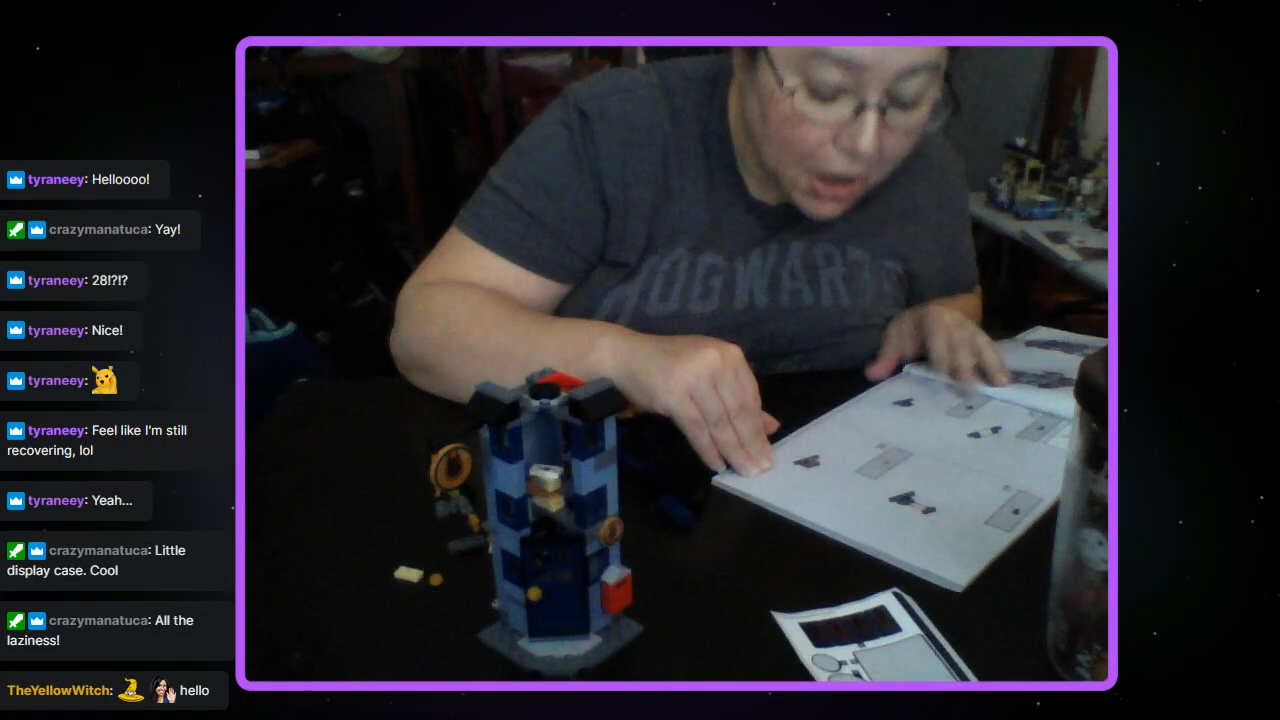 tyraneey: Helloooo!
crazymanatuca: Yay!
tyraneey: 28!?!?
tyraneey: Nice!
tyraneey:
tyraneey: Feel like I'm still
recovering, lol
tyraneey: Yeah...
crazymanatuca: Little
display case. Cool
crazymanatuca: All the
laziness!
TheYellowWitch: hello
HOGWARTS